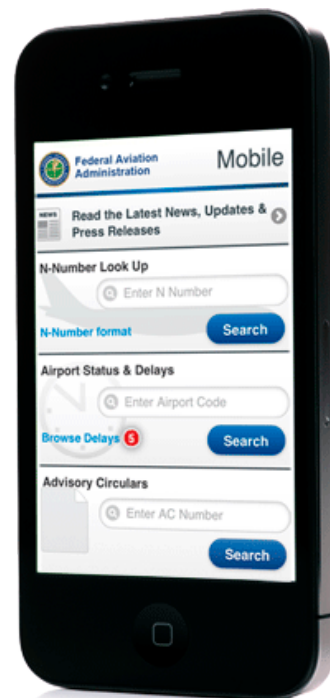 Federal Aviation
Administration
Mobile
NEWS
Read the Latest News, Updates &
Press Releases
N-Number Look Up
Enter N Number
N-Number format
Search
Airport Status & Delays
Enter Airport Code
Browse Delays 5
Search
Advisory Circulars
Enter AC Number
Search